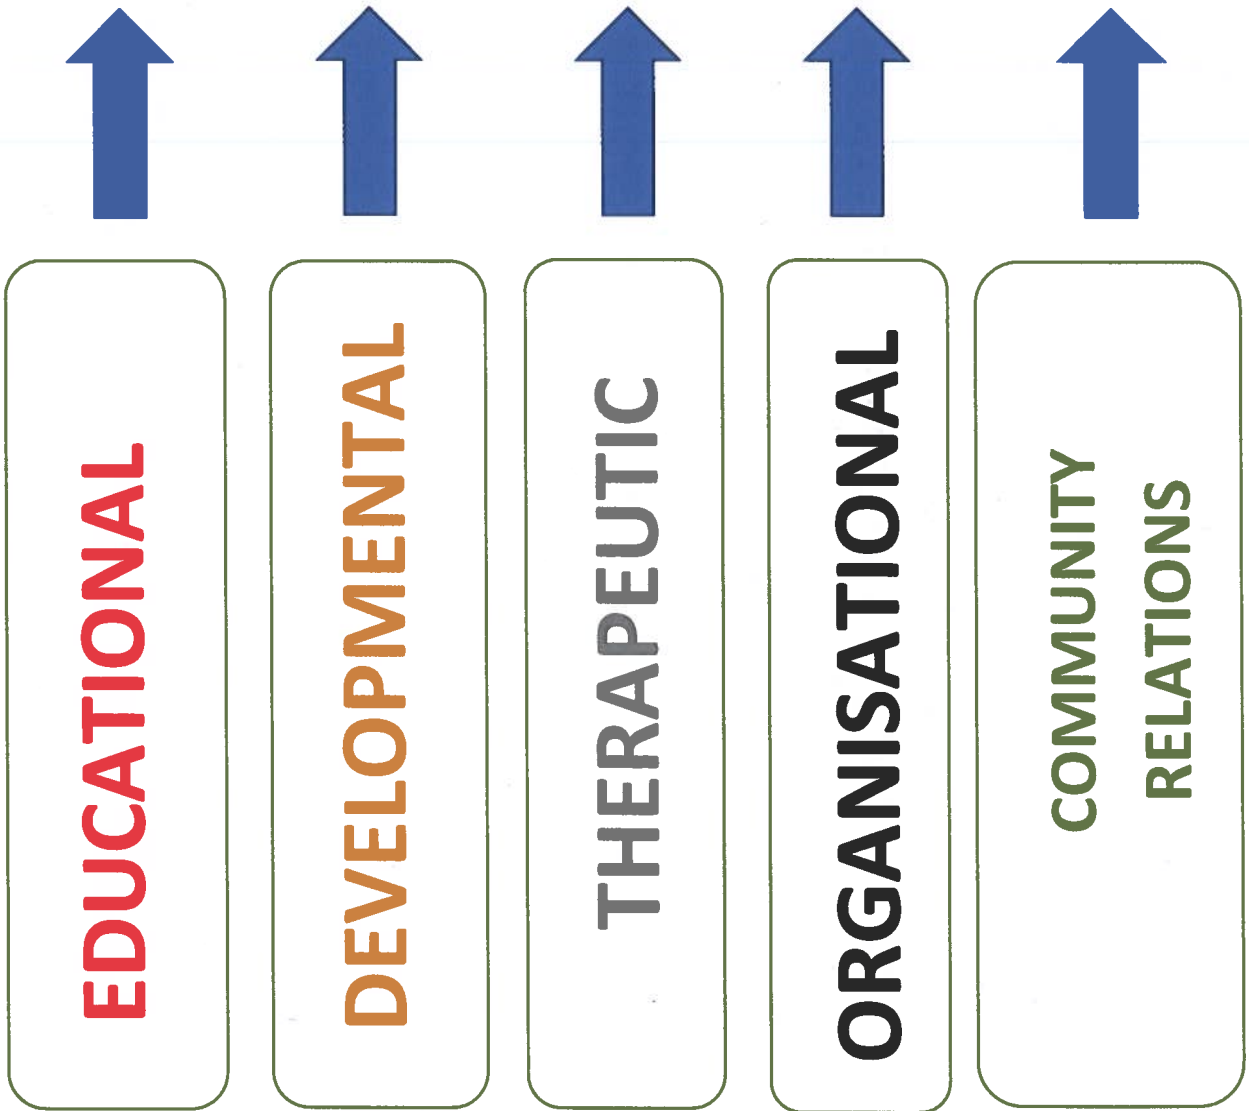 EDUCATIONAL
DEVELOPMENTAL
THERAPEUTIC
ORGANISATIONAL
COMMUNITY
RELATIONS